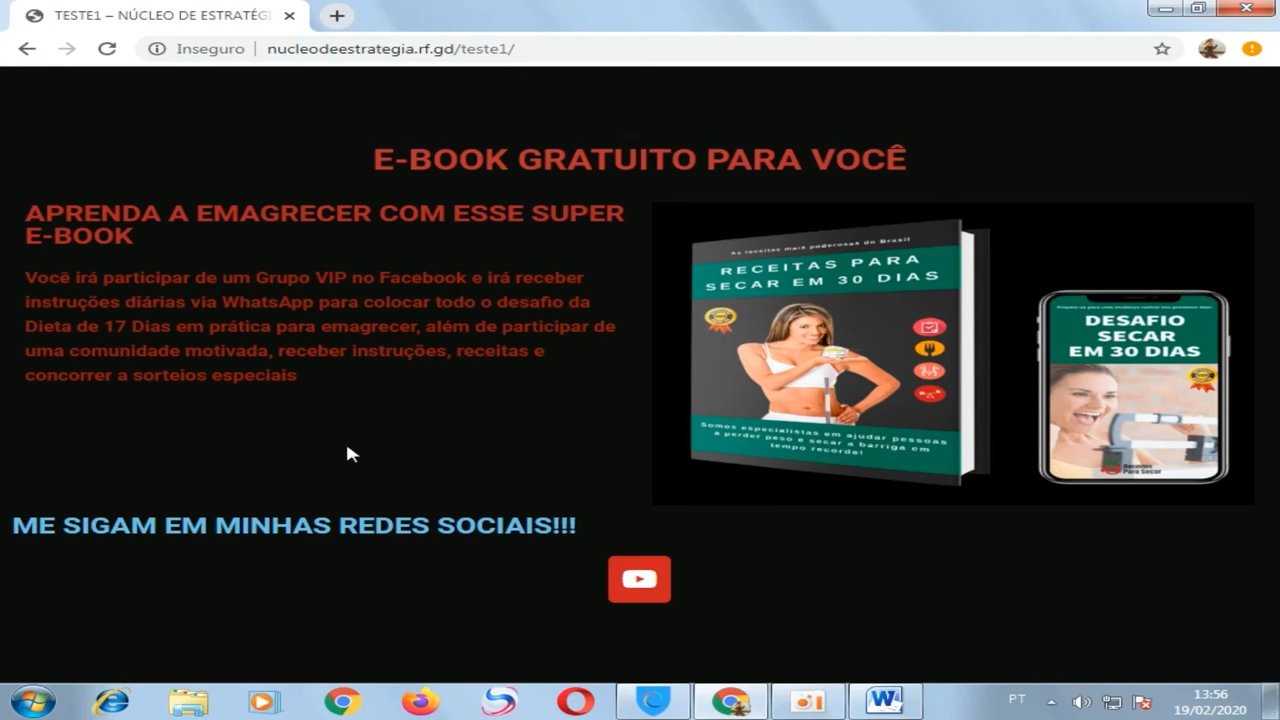 TESTE1 – NÚCLEO DE ESTRATÉGI
Inseguro
nucleodeestrategia.rf.gd/teste1/
E-BOOK GRATUITO PARA VOCÊ
APRENDA A EMAGRECER COM ESSE SUPER
E-BOOK
Você irá participar de um Grupo VIP no Facebook e irá receber
instruções diárias via WhatsApp para colocar todo o desafio da
Dieta de 17 Dias em prática para emagrecer, além de participar de
uma comunidade motivada, receber instruções, receitas e
concorrer a sorteios especiais
As receitas mais poderosas do Brasil
RECEITAS PARA
SECAR EM 30 DIAS
Somos especialistas em ajudar pessoas
a perder peso e secar a barriga em
tempo recorde!
DESAFIO
SECAR
EM 30 DIAS
Receitas
Para Secar
ME SIGAM EM MINHAS REDES SOCIAIS!!!
PT
13:56
19/02/2020